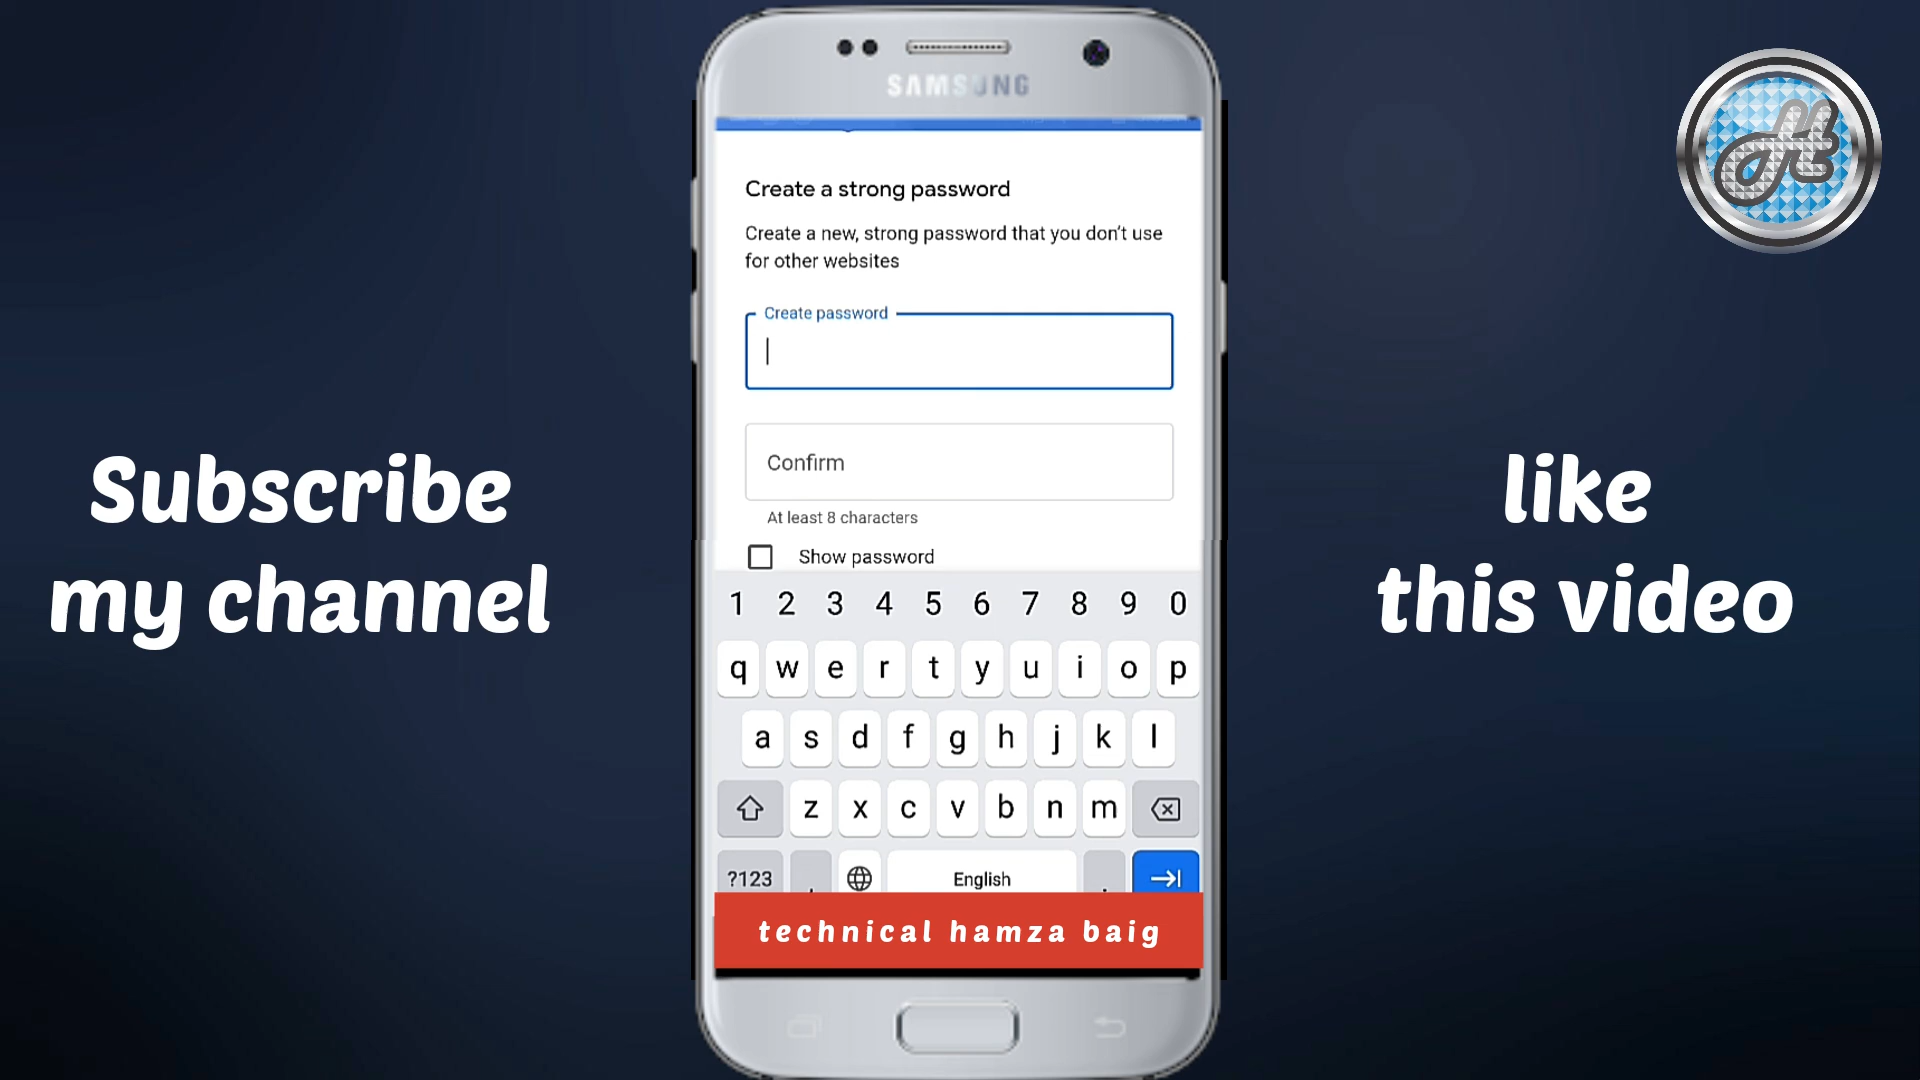 SAMSUNG
Create a strong password
Create a new, strong password that you don't use
for other websites
Create password
Confirm
At least 8 characters
Show password
1 2 3 4 5 6 7 8 9 0
q w e r t y u i o p
a s d f g h j k l
z x c v b n m
?123 , English .
technical hamza baig
Subscribe
my channel
like
this video